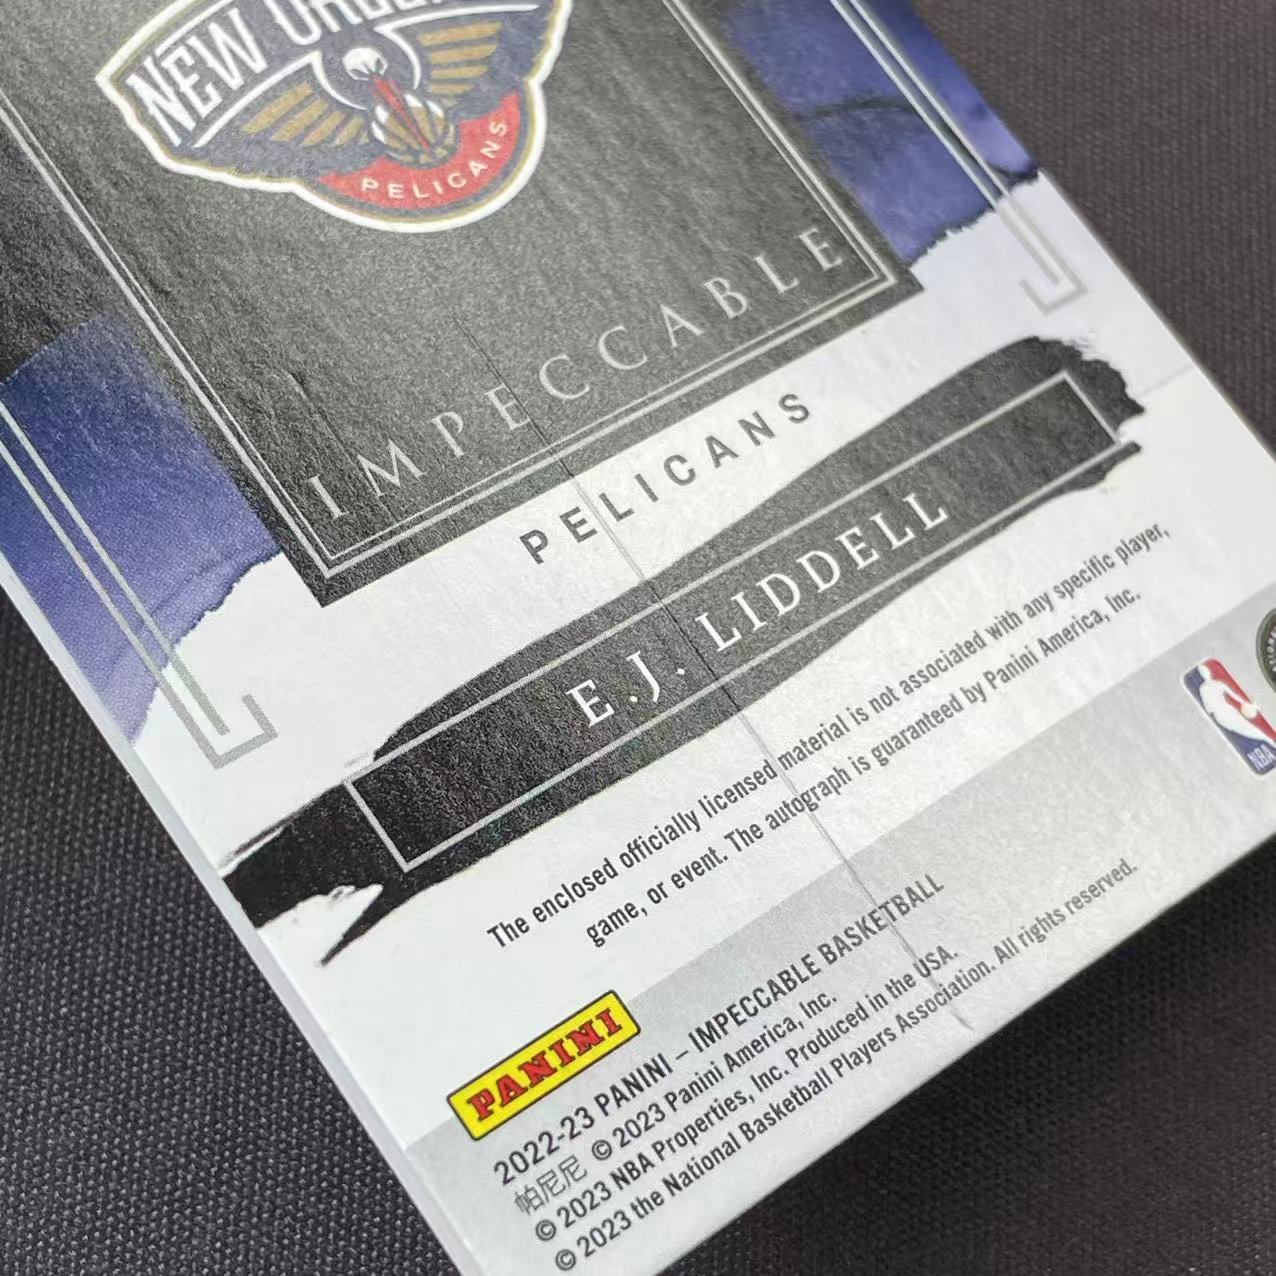 NEW ORLEANS
PELICANS
IMPECCABLE
PELICANS
E.J. LIDDELL
The enclosed officially licensed material is not associated with any specific player,
game, or event. The autograph is guaranteed by Panini America, Inc.
NBA
PANINI
2022-23 PANINI – IMPECCABLE BASKETBALL
帕尼尼 © 2023 Panini America, Inc.
© 2023 NBA Properties, Inc. Produced in the USA.
© 2023 the National Basketball Players Association. All rights reserved.